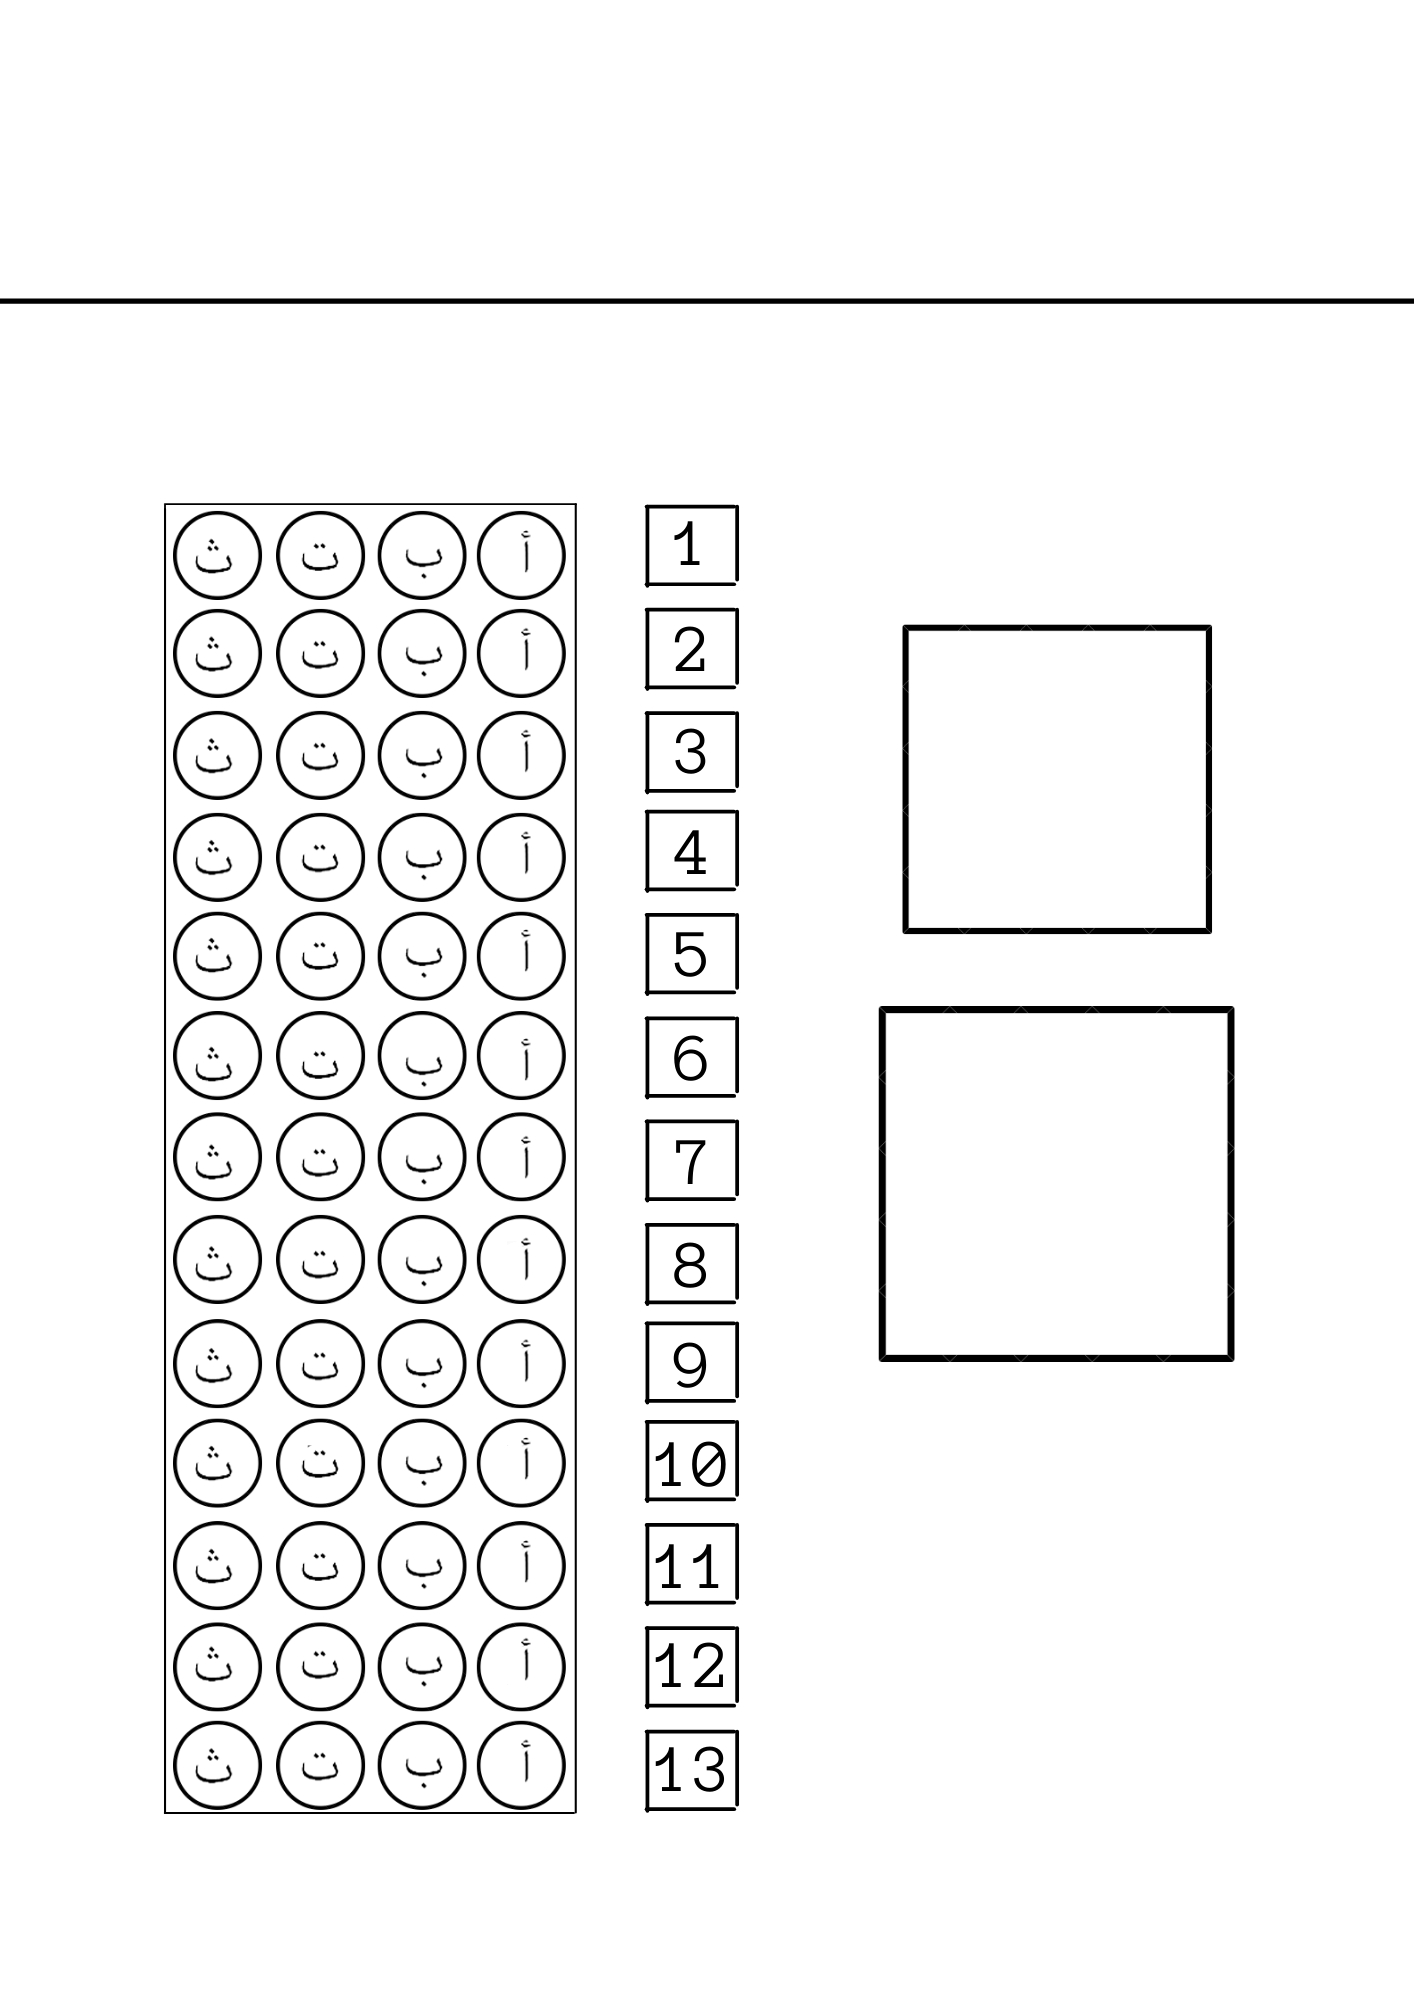 1 أ ب ت ث
2 أ ب ت ث
3 أ ب ت ث
4 أ ب ت ث
5 أ ب ت ث
6 أ ب ت ث
7 أ ب ت ث
8 أ ب ت ث
9 أ ب ت ث
10 أ ب ت ث
11 أ ب ت ث
12 أ ب ت ث
13 أ ب ت ث